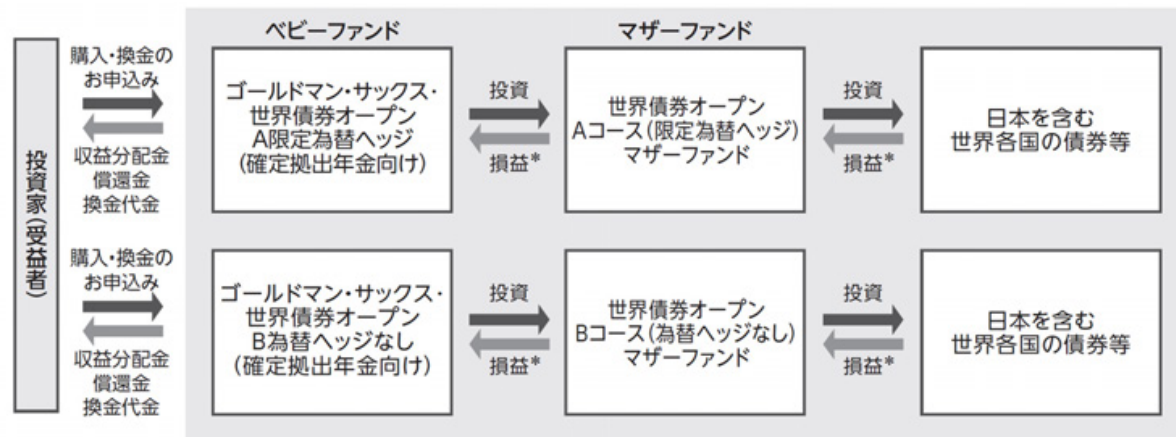 ベビーファンド
マザーファンド
投資家(受益者)
購入・換金の
お申込み
収益分配金
償還金
換金代金
ゴールドマン・サックス・
世界債券オープン
A限定為替ヘッジ
(確定拠出年金向け)
投資
損益*
世界債券オープン
Aコース(限定為替ヘッジ)
マザーファンド
投資
損益*
日本を含む
世界各国の債券等
購入・換金の
お申込み
収益分配金
償還金
換金代金
ゴールドマン・サックス・
世界債券オープン
B為替ヘッジなし
(確定拠出年金向け)
投資
損益*
世界債券オープン
Bコース(為替ヘッジなし)
マザーファンド
投資
損益*
日本を含む
世界各国の債券等